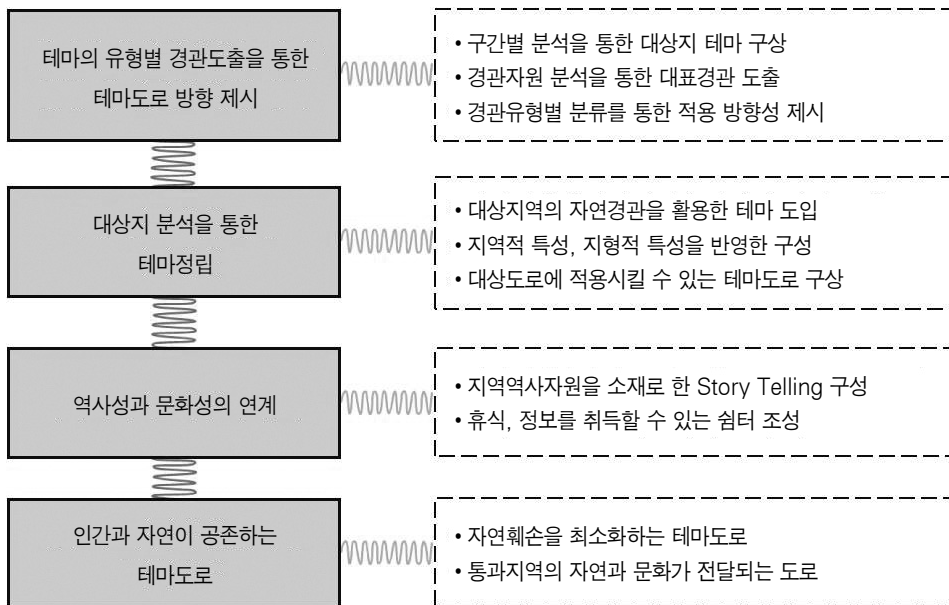 테마의 유형별 경관도출을 통한
테마도로 방향 제시
• 구간별 분석을 통한 대상지 테마 구상
• 경관자원 분석을 통한 대표경관 도출
• 경관유형별 분류를 통한 적용 방향성 제시
대상지 분석을 통한
테마정립
• 대상지역의 자연경관을 활용한 테마 도입
• 지역적 특성, 지형적 특성을 반영한 구성
• 대상도로에 적용시킬 수 있는 테마도로 구상
역사성과 문화성의 연계
• 지역역사자원을 소재로 한 Story Telling 구성
• 휴식, 정보를 취득할 수 있는 쉼터 조성
인간과 자연이 공존하는
테마도로
• 자연훼손을 최소화하는 테마도로
• 통과지역의 자연과 문화가 전달되는 도로